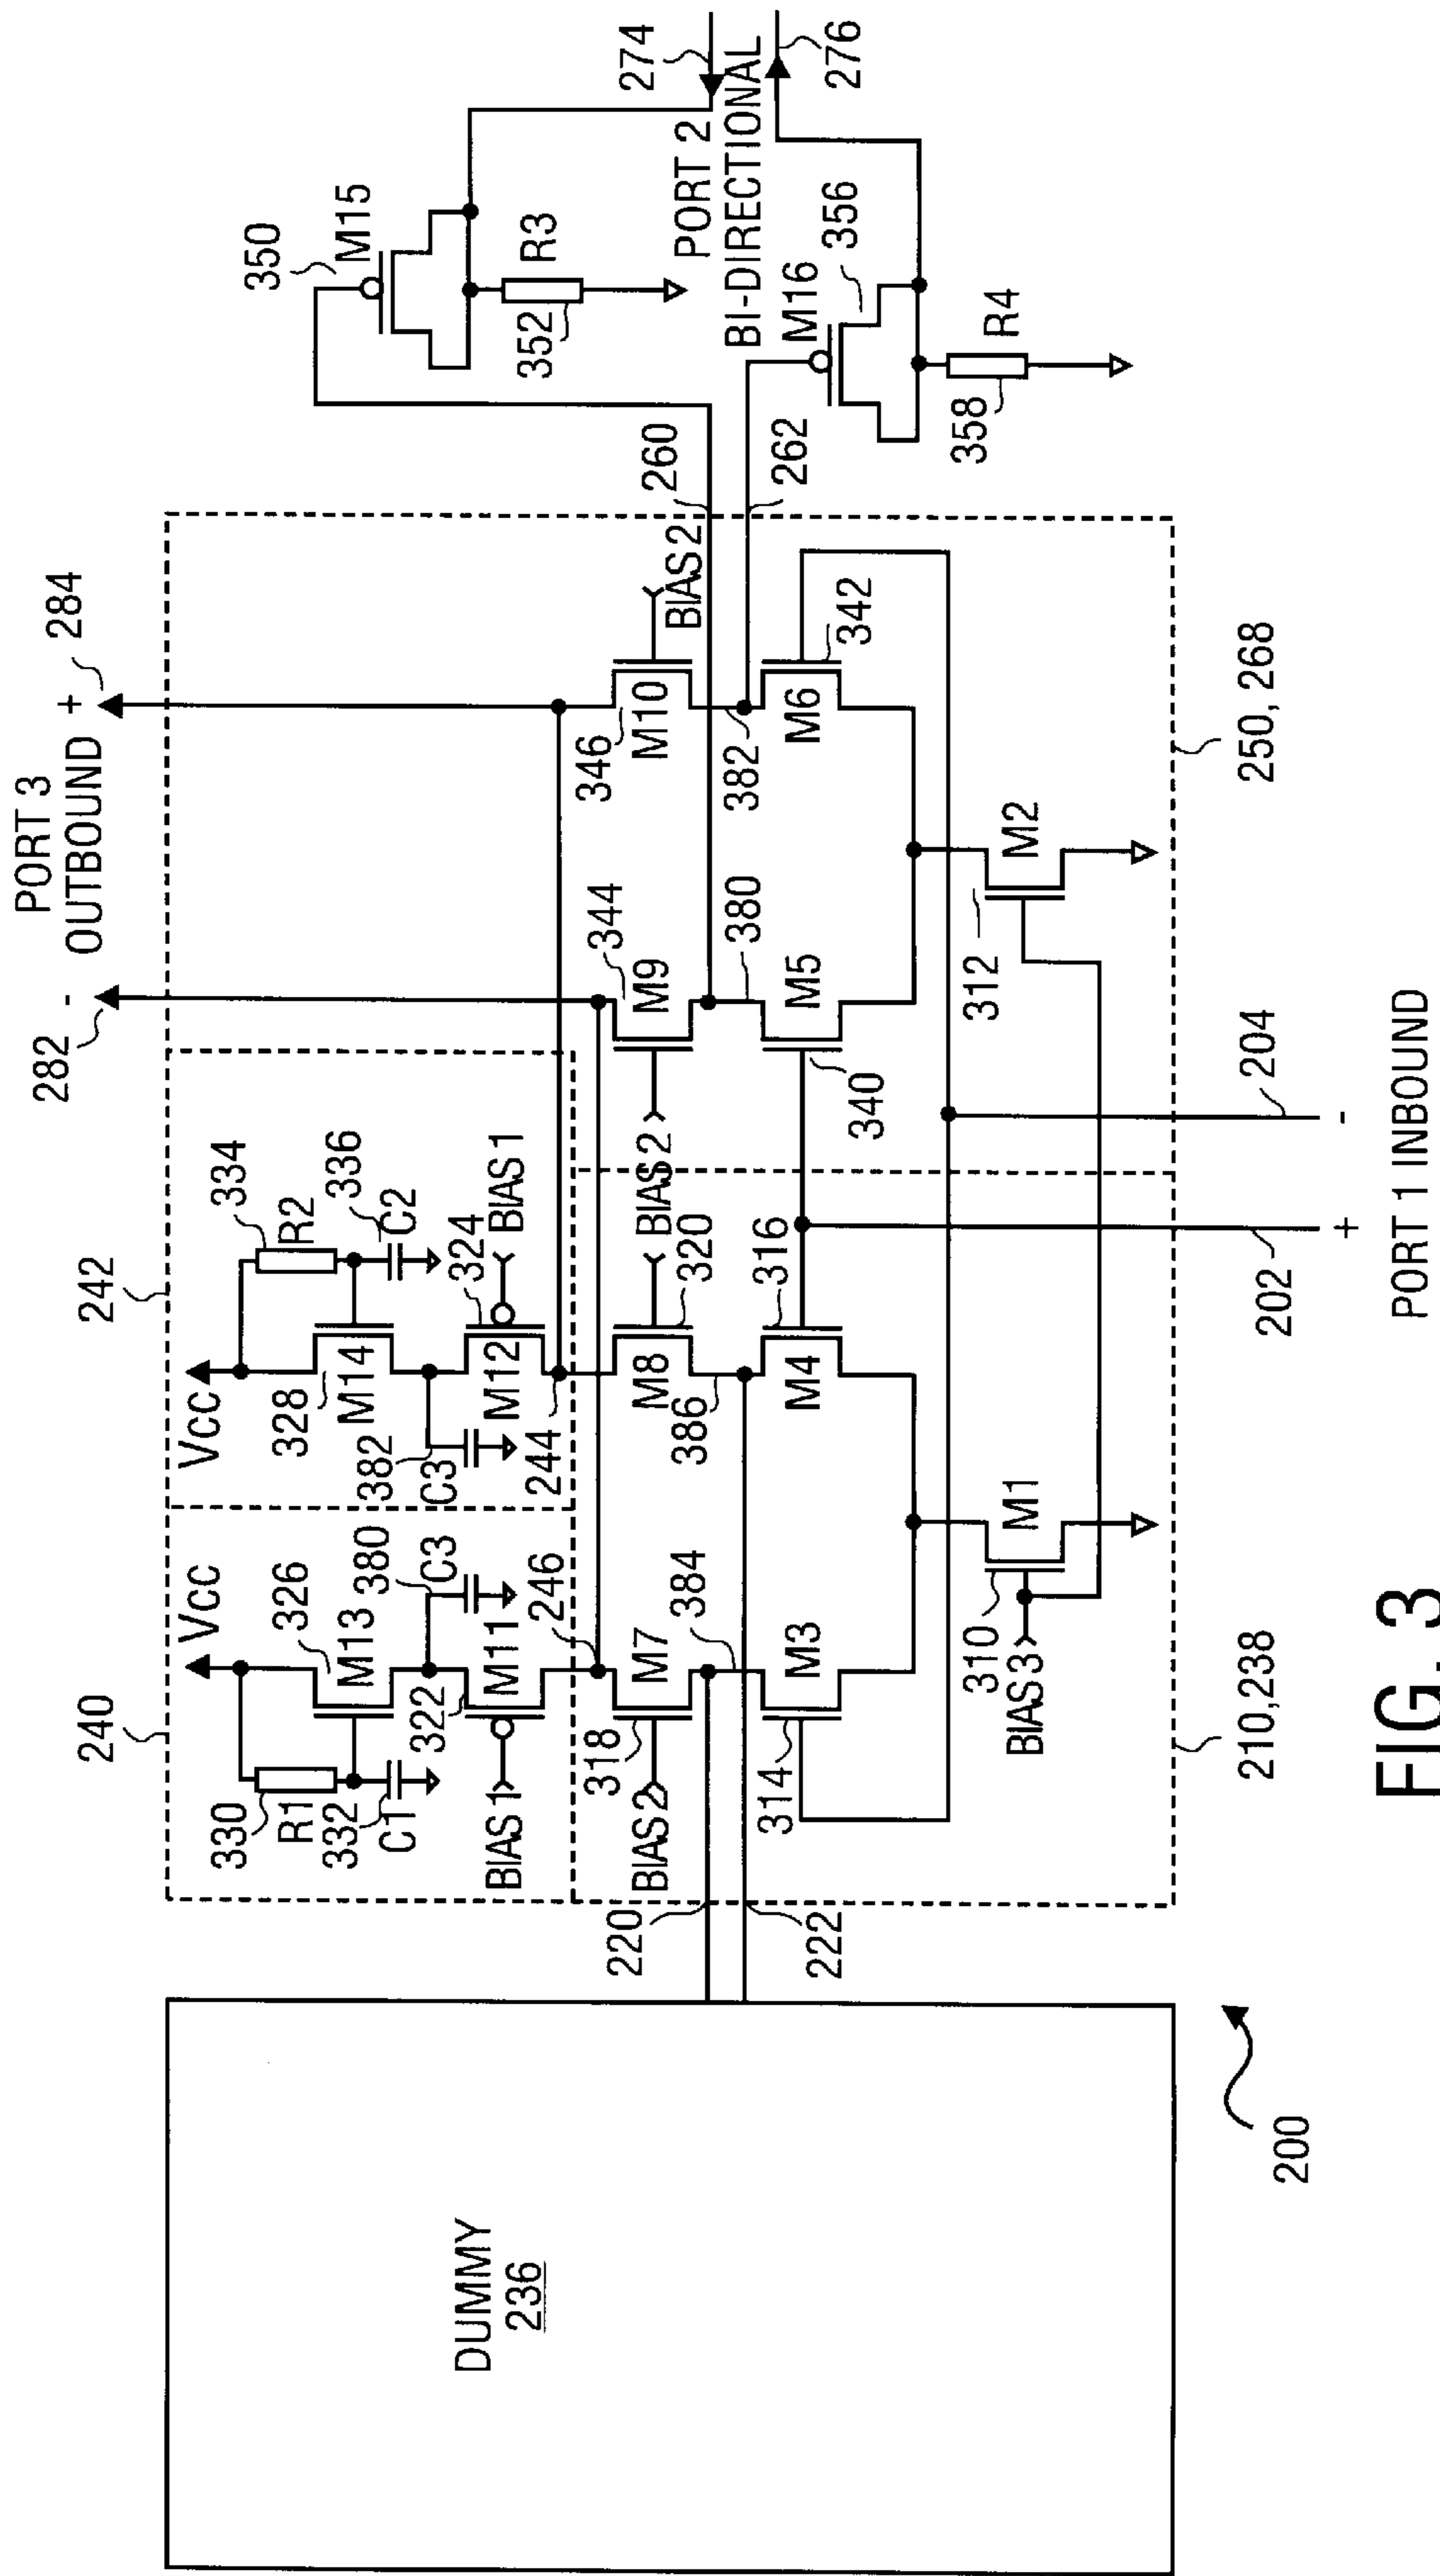 PORT 3
- OUTBOUND +
282
284
240
242
Vcc
Vcc
330
R1
332
C1
326
M13
380
C3
322
M11
BIAS1
246
328
M14
382
C3
M12
244
334
R2
336
C2
324
BIAS1
350
M15
R3
352
274
PORT 2
BI-DIRECTIONAL
276
M16
356
R4
358
260
262
DUMMY
236
220
222
BIAS2
318
M7
384
314
M3
M8
320
BIAS2
386
M4
316
344
M9
380
M5
340
346
M10
BIAS2
382
M6
342
310
BIAS3
M1
312
M2
200
210,238
202
204
250, 268
+
-
PORT 1 INBOUND
FIG. 3